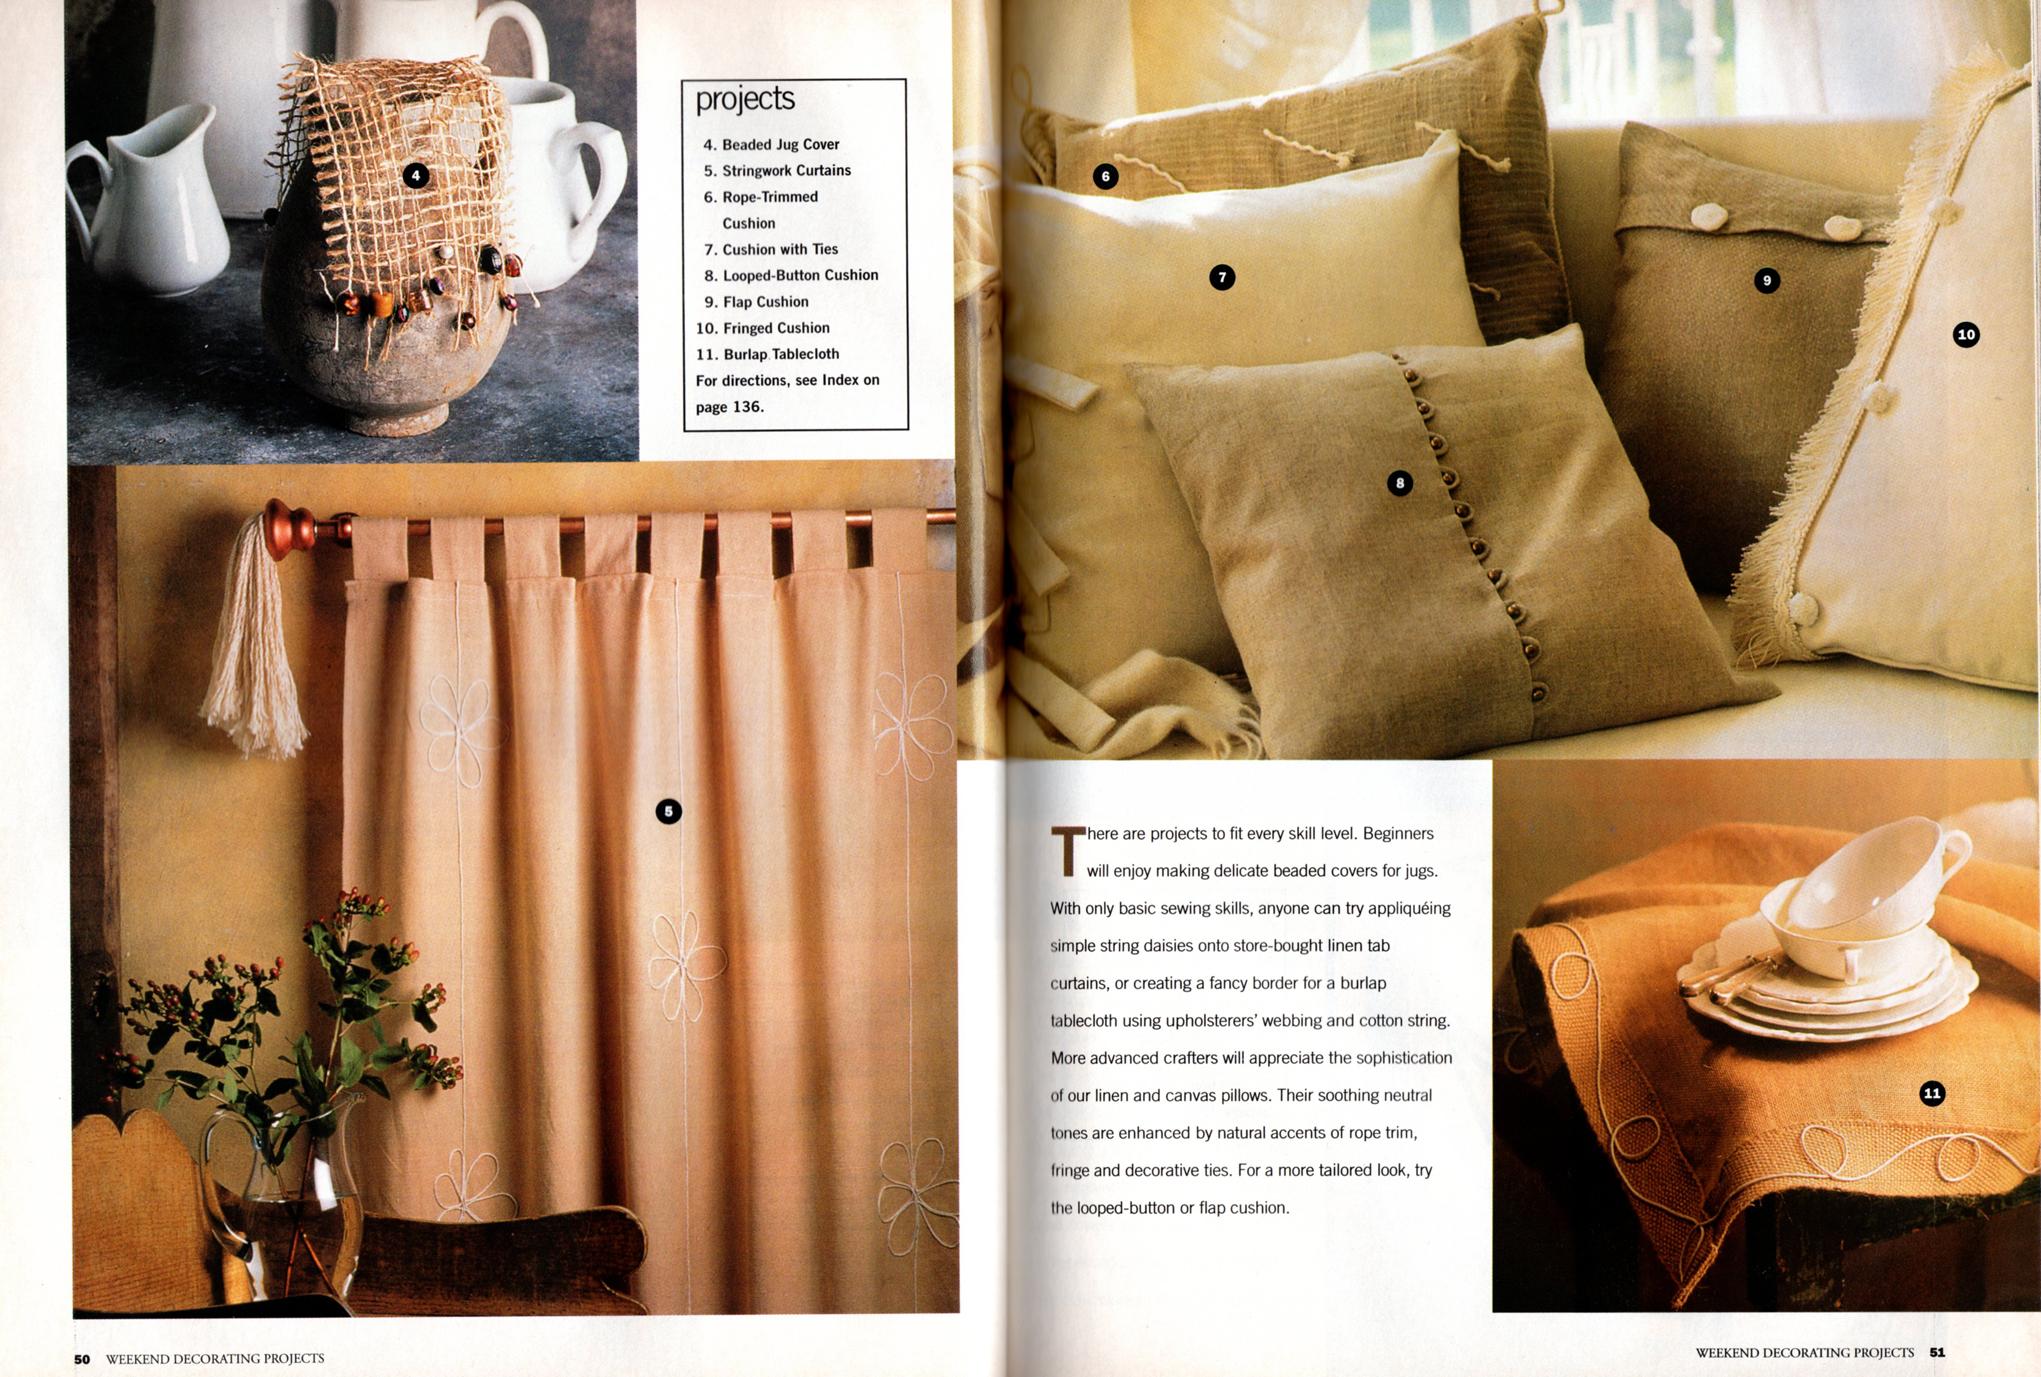 4
projects
4. Beaded Jug Cover
5. Stringwork Curtains
6. Rope-Trimmed
Cushion
7. Cushion with Ties
8. Looped-Button Cushion
9. Flap Cushion
10. Fringed Cushion
11. Burlap Tablecloth
For directions, see Index on
page 136.
5
50 WEEKEND DECORATING PROJECTS
6
7
8
9
10
There are projects to fit every skill level. Beginners
will enjoy making delicate beaded covers for jugs.
With only basic sewing skills, anyone can try appliquéing
simple string daisies onto store-bought linen tab
curtains, or creating a fancy border for a burlap
tablecloth using upholsterers' webbing and cotton string.
More advanced crafters will appreciate the sophistication
of our linen and canvas pillows. Their soothing neutral
tones are enhanced by natural accents of rope trim,
fringe and decorative ties. For a more tailored look, try
the looped-button or flap cushion.
11
WEEKEND DECORATING PROJECTS 51